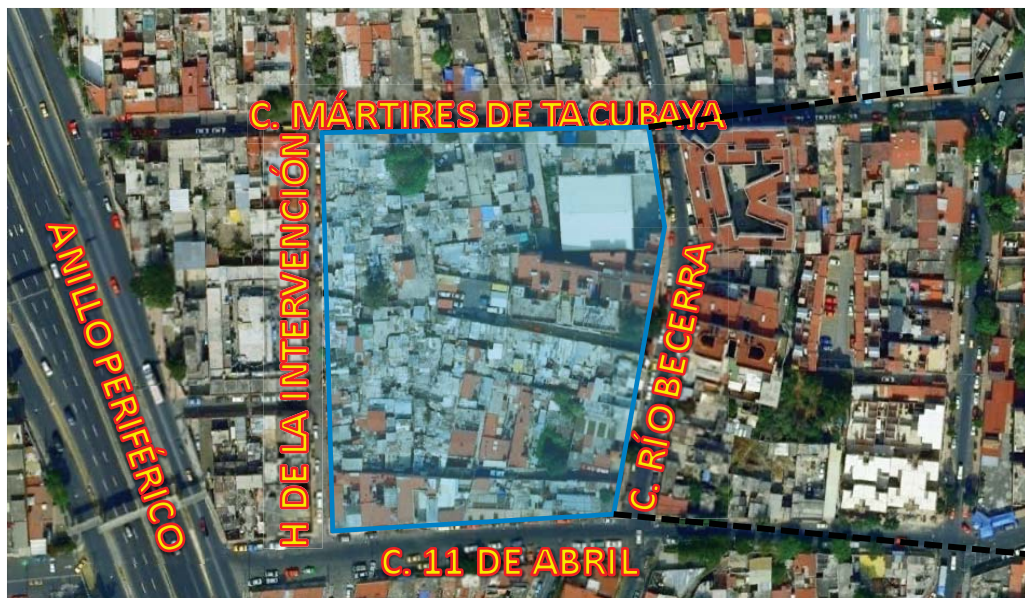 C. MÁRTIRES DE TACUBAYA
H DE LA INTERVENCIÓN
ANILLO PERIFÉRICO
C. RÍO BECERRA
C. 11 DE ABRIL